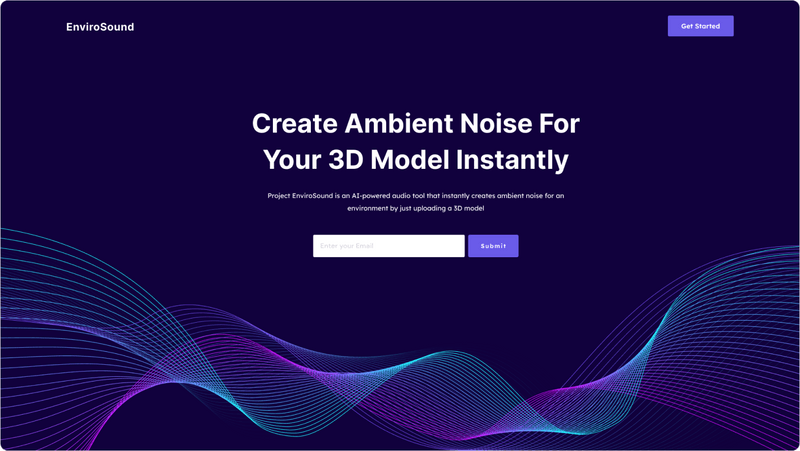 EnviroSound
Get Started
Create Ambient Noise For
Your 3D Model Instantly
Project EnviroSound is an AI-powered audio tool that instantly creates ambient noise for an
environment by just uploading a 3D model
Enter your Email
Submit